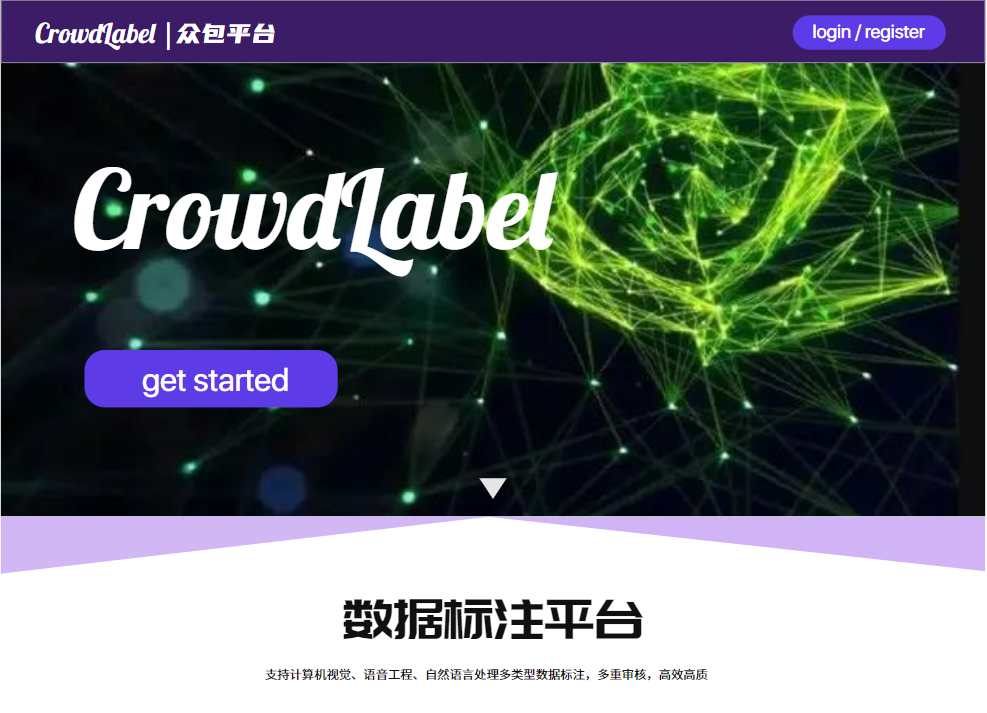 CrowdLabel | 众包平台
login / register
CrowdLabel
get started
数据标注平台
支持计算机视觉、语音工程、自然语言处理多类型数据标注，多重审核，高效高质